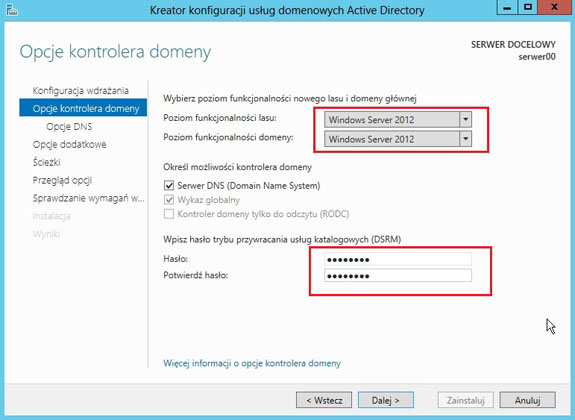 Kreator konfiguracji usług domenowych Active Directory
Opcje kontrolera domeny
SERWER DOCELOWY
serwer00
Konfiguracja wdrażania
Opcje kontrolera domeny
Opcje DNS
Opcje dodatkowe
Ścieżki
Przegląd opcji
Sprawdzanie wymagań w...
Instalacja
Wyniki
Wybierz poziom funkcjonalności nowego lasu i domeny głównej
Poziom funkcjonalności lasu: Windows Server 2012
Poziom funkcjonalności domeny: Windows Server 2012
Określ możliwości kontrolera domeny
Serwer DNS (Domain Name System)
Wykaz globalny
Kontroler domeny tylko do odczytu (RODC)
Wpisz hasło trybu przywracania usług katalogowych (DSRM)
Hasło: ●●●●●●●●
Potwierdź hasło: ●●●●●●●●
Więcej informacji o opcje kontrolera domeny
< Wstecz Dalej > Zainstaluj Anuluj